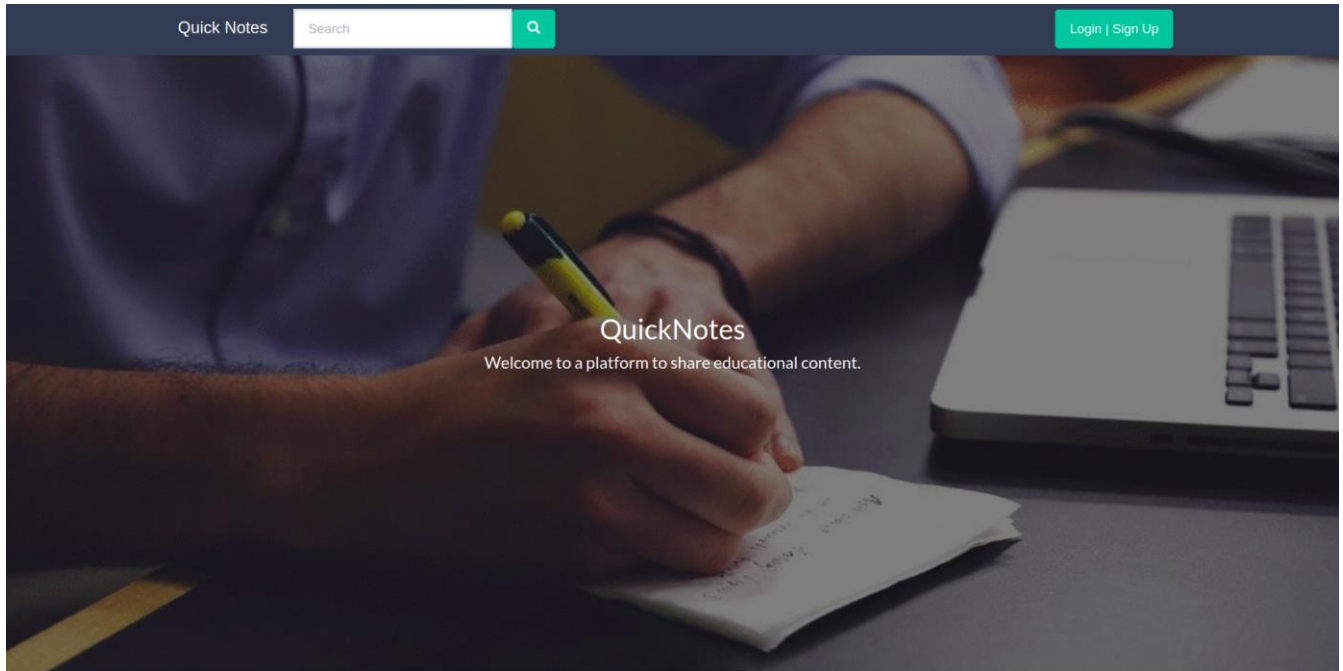 Quick Notes
Search
Login | Sign Up
QuickNotes
Welcome to a platform to share educational content.